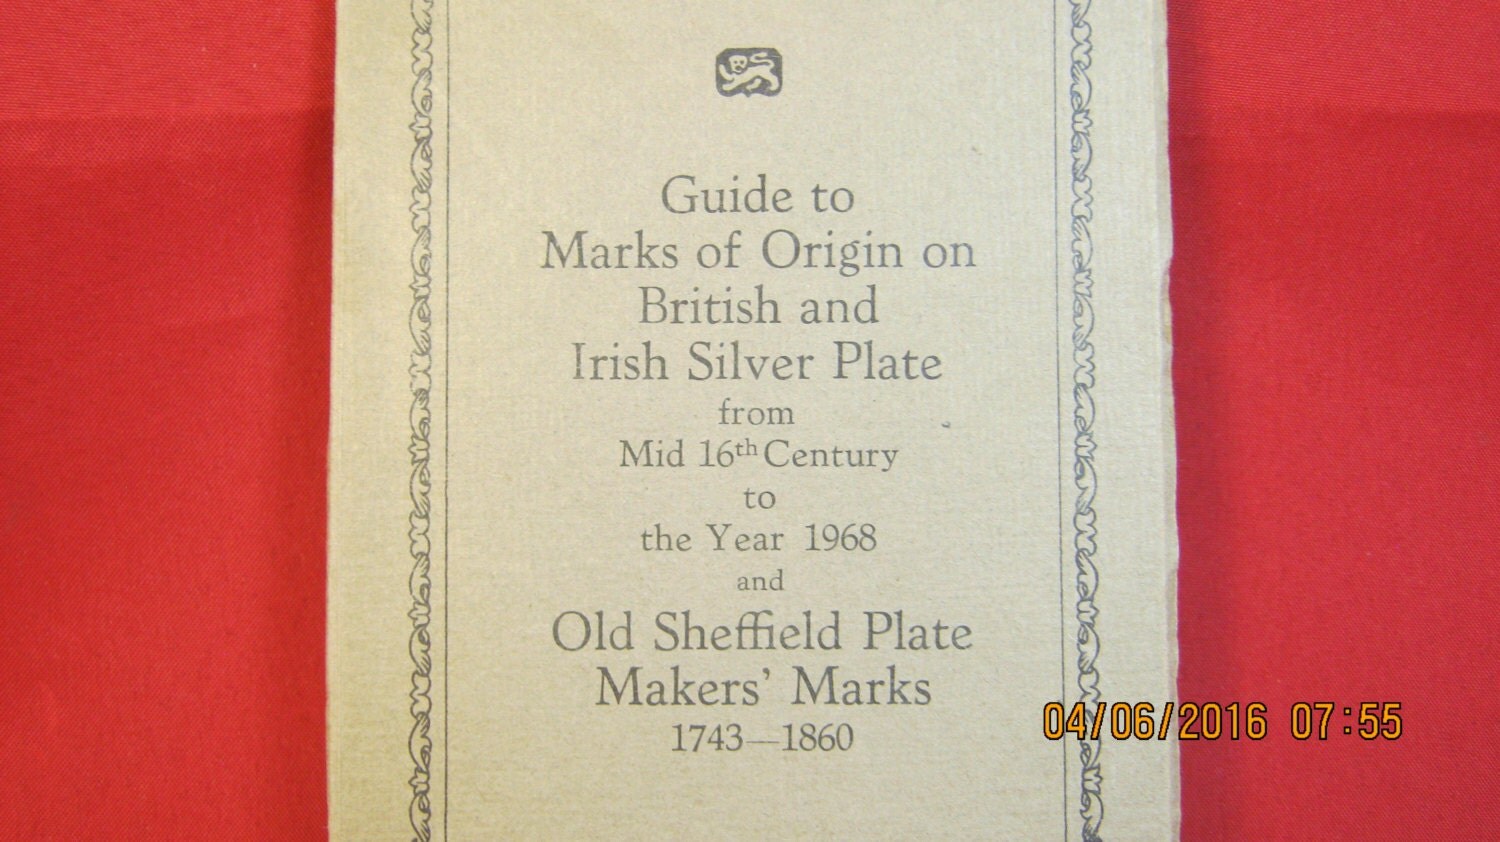 Guide to
Marks of Origin on
British and
Irish Silver Plate
from
Mid 16th Century
to
the Year 1968
and
Old Sheffield Plate
Makers' Marks
1743—1860
04/06/2016 07:55